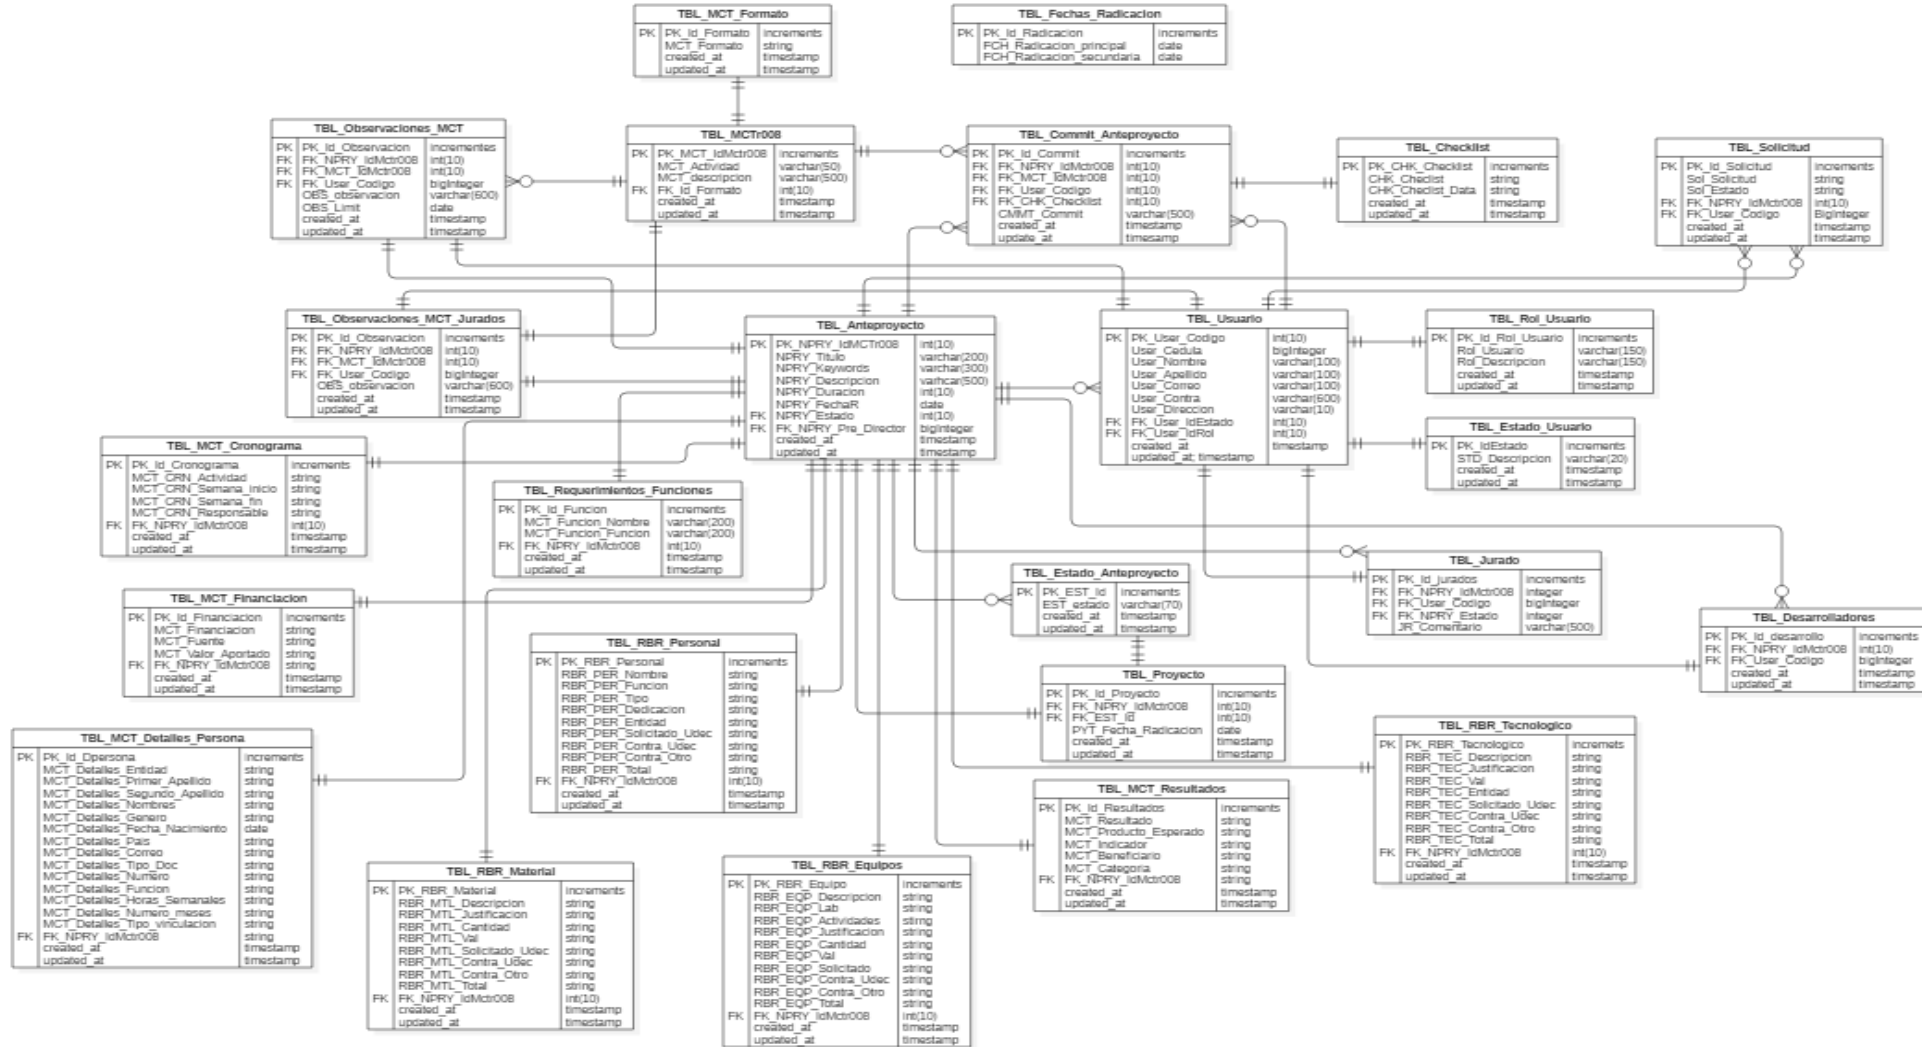 TBL_MCT_Formato
PK PK_Id_Formato increments
MCT_Formato string
created_at timestamp
updated_at timestamp
TBL_Fechas_Radicacion
PK PK_Id_Radicacion increments
FCH_Radicacion_principal date
FCH_Radicacion_secundaria date
TBL_Observaciones_MCT
PK PK_Id_Observacion incrementes
FK FK_NPRY_IdMctr008 int(10)
FK FK_MCT_IdMctr008 int(10)
FK FK_User_Codigo bigInteger
OBS_observacion varchar(600)
OBS_Limit date
created_at timestamp
updated_at timestamp
TBL_MCTr008
PK PK_MCT_IdMctr008 increments
MCT_Actividad varchar(50)
MCT_descripcion varchar(500)
FK FK_Id_Formato int(10)
created_at timestamp
updated_at timestamp
TBL_Commit_Anteproyecto
PK PK_Id_Commit increments
FK FK_NPRY_IdMctr008 int(10)
FK FK_MCT_IdMctr008 int(10)
FK FK_User_Codigo int(10)
FK FK_CHK_Checklist int(10)
CMMT_Commit varchar(500)
created_at timestamp
update_at timestamp
TBL_Checklist
PK PK_CHK_Checklist increments
CHK_Checlist string
CHK_Checlist_Data string
created_at timestamp
updated_at timestamp
TBL_Solicitud
PK PK_Id_Solicitud increments
Sol_Solicitud string
Sol_Estado string
FK FK_NPRY_IdMctr008 int(10)
FK FK_User_Codigo BigInteger
created_at timestamp
updated_at timestamp
TBL_Observaciones_MCT_Jurados
PK PK_Id_Observacion increments
FK FK_NPRY_IdMctr008 int(10)
FK FK_MCT_IdMctr008 int(10)
FK FK_User_Codigo bigInteger
OBS_observacion varchar(600)
created_at timestamp
updated_at timestamp
TBL_Anteproyecto
PK PK_NPRY_IdMCTr008 int(10)
NPRY_Titulo varchar(200)
NPRY_Keywords varchar(300)
NPRY_Descripcion varhcar(500)
NPRY_Duracion int(10)
NPRY_FechaR date
FK NPRY_Estado int(10)
FK FK_NPRY_Pre_Director bigInteger
created_at timestamp
updated_at timestamp
TBL_Usuario
PK PK_User_Codigo int(10)
User_Cedula bigInteger
User_Nombre varchar(100)
User_Apellido varchar(100)
User_Correo varchar(100)
User_Contra varchar(600)
User_Direccion varchar(10)
FK FK_User_IdEstado int(10)
FK FK_User_IdRol int(10)
created_at timestamp
updated_at; timestamp
TBL_Rol_Usuario
PK PK_Id_Rol_Usuario increments
Rol_Usuario varchar(150)
Rol_Descripcion varchar(150)
created_at timestamp
updated_at timestamp
TBL_Estado_Usuario
PK PK_IdEstado increments
STD_Descripcion varchar(20)
created_at timestamp
updated_at timestamp
TBL_MCT_Cronograma
PK PK_Id_Cronograma increments
MCT_CRN_Actividad string
MCT_CRN_Semana_inicio string
MCT_CRN_Semana_fin string
MCT_CRN_Responsable string
FK FK_NPRY_IdMctr008 int(10)
created_at timestamp
updated_at timestamp
TBL_Requerimientos_Funciones
PK PK_Id_Funcion increments
MCT_Funcion_Nombre varchar(200)
MCT_Funcion_Funcion varchar(200)
FK FK_NPRY_IdMctr008 int(10)
created_at timestamp
updated_at timestamp
TBL_Jurado
PK PK_Id_jurados increments
FK FK_NPRY_IdMctr008 integer
FK FK_User_Codigo bigInteger
FK FK_NPRY_Estado integer
JR_Comentario varchar(500)
TBL_Estado_Anteproyecto
PK PK_EST_Id increments
EST_estado varchar(70)
created_at timestamp
updated_at timestamp
TBL_MCT_Financiacion
PK PK_Id_Financiacion increments
MCT_Financiacion string
MCT_Fuente string
MCT_Valor_Aportado string
FK FK_NPRY_IdMctr008 string
created_at timestamp
updated_at timestamp
TBL_Desarrolladores
PK PK_Id_desarrollo increments
FK FK_NPRY_IdMctr008 int(10)
FK FK_User_Codigo bigInteger
created_at timestamp
updated_at timestamp
TBL_RBR_Personal
PK PK_RBR_Personal increments
RBR_PER_Nombre string
RBR_PER_Funcion string
RBR_PER_Tipo string
RBR_PER_Dedicacion string
RBR_PER_Entidad string
RBR_PER_Solicitado_Udec string
RBR_PER_Contra_Udec string
RBR_PER_Contra_Otro string
RBR_PER_Total string
FK FK_NPRY_IdMctr008 int(10)
created_at timestamp
updated_at timestamp
TBL_Proyecto
PK PK_Id_Proyecto increments
FK FK_NPRY_IdMctr008 int(10)
FK FK_EST_Id int(10)
PYT_Fecha_Radicacion date
created_at timestamp
updated_at timestamp
TBL_RBR_Tecnologico
PK PK_RBR_Tecnologico incremets
RBR_TEC_Descripcion string
RBR_TEC_Justificacion string
RBR_TEC_Val string
RBR_TEC_Entidad string
RBR_TEC_Solicitado_Udec string
RBR_TEC_Contra_Udec string
RBR_TEC_Contra_Otro string
RBR_TEC_Total string
FK FK_NPRY_IdMctr008 int(10)
created_at timestamp
updated_at timestamp
TBL_MCT_Detalles_Persona
PK PK_Id_Dpersona increments
MCT_Detalles_Entidad string
MCT_Detalles_Primer_Apellido string
MCT_Detalles_Segundo_Apellido string
MCT_Detalles_Nombres string
MCT_Detalles_Genero string
MCT_Detalles_Fecha_Nacimiento date
MCT_Detalles_Pais string
MCT_Detalles_Correo string
MCT_Detalles_Tipo_Doc string
MCT_Detalles_Numero string
MCT_Detalles_Funcion string
MCT_Detalles_Horas_Semanales string
MCT_Detalles_Numero_meses string
MCT_Detalles_Tipo_vinculacion string
FK FK_NPRY_IdMctr008 string
created_at timestamp
updated_at timestamp
TBL_MCT_Resultados
PK PK_Id_Resultados increments
MCT_Resultado string
MCT_Producto_Esperado string
MCT_Indicador string
MCT_Beneficiario string
MCT_Categoria string
FK FK_NPRY_IdMctr008 string
created_at timestamp
updated_at timestamp
TBL_RBR_Material
PK PK_RBR_Material increments
RBR_MTL_Descripcion string
RBR_MTL_Justificacion string
RBR_MTL_Cantidad string
RBR_MTL_Val string
RBR_MTL_Solicitado_Udec string
RBR_MTL_Contra_Udec string
RBR_MTL_Contra_Otro string
RBR_MTL_Total string
FK FK_NPRY_IdMctr008 int(10)
created_at timestamp
updated_at timestamp
TBL_RBR_Equipos
PK PK_RBR_Equipo increments
RBR_EQP_Descripcion string
RBR_EQP_Lab string
RBR_EQP_Actividades string
RBR_EQP_Justificacion string
RBR_EQP_Cantidad string
RBR_EQP_Val string
RBR_EQP_Solicitado string
RBR_EQP_Contra_Udec string
RBR_EQP_Contra_Otro string
RBR_EQP_Total string
FK FK_NPRY_IdMctr008 int(10)
created_at timestamp
updated_at timestamp